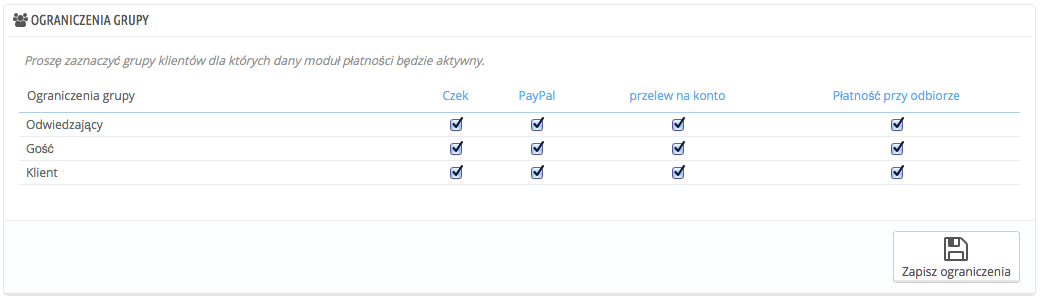 OGRANICZENIA GRUPY
Proszę zaznaczyć grupy klientów dla których dany moduł płatności będzie aktywny.
Ograniczenia grupy Czek PayPal przelew na konto Płatność przy odbiorze
Odwiedzający
Gość
Klient
Zapisz ograniczenia